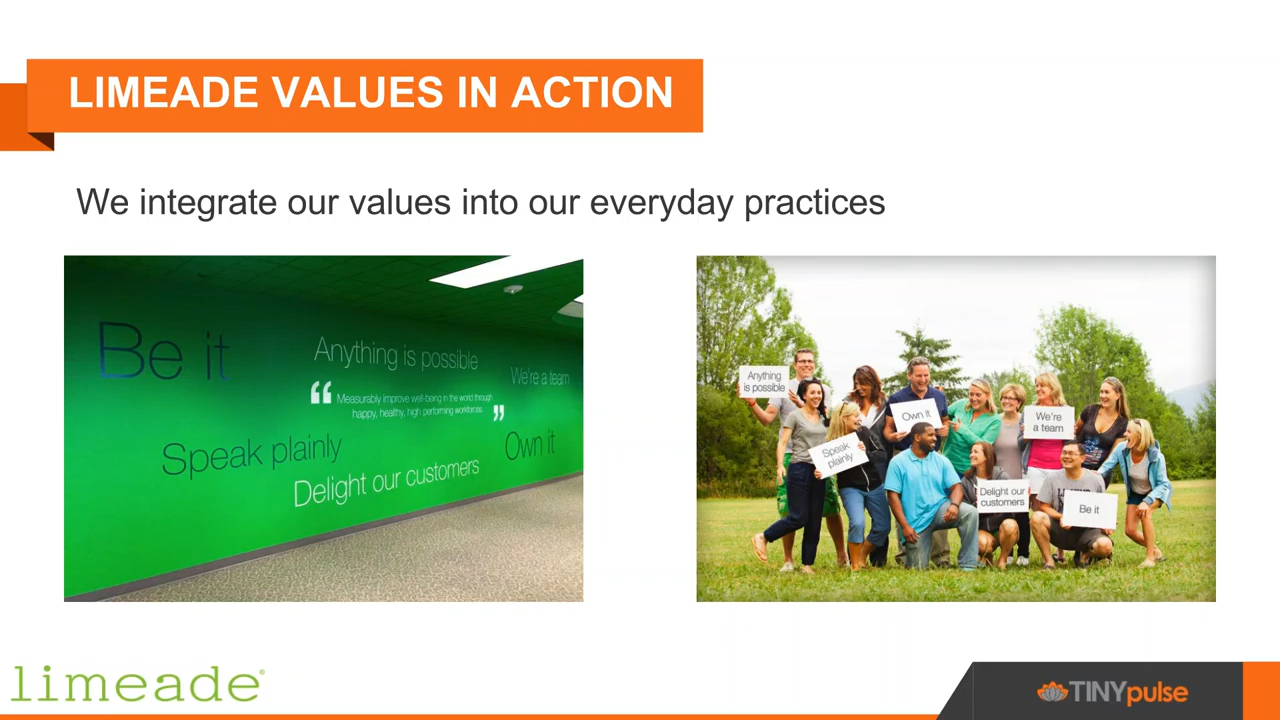 LIMEADE VALUES IN ACTION
We integrate our values into our everyday practices
Be it
Anything is possible
We're a team
“ Measurably improve well-being in the world through
happy, healthy, high performing workforces. ”
Speak plainly
Own it
Delight our customers
Anything
is possible
Own it
We're
a team
Speak
plainly
Delight our
customers
Be it
limeade®
TINYpulse